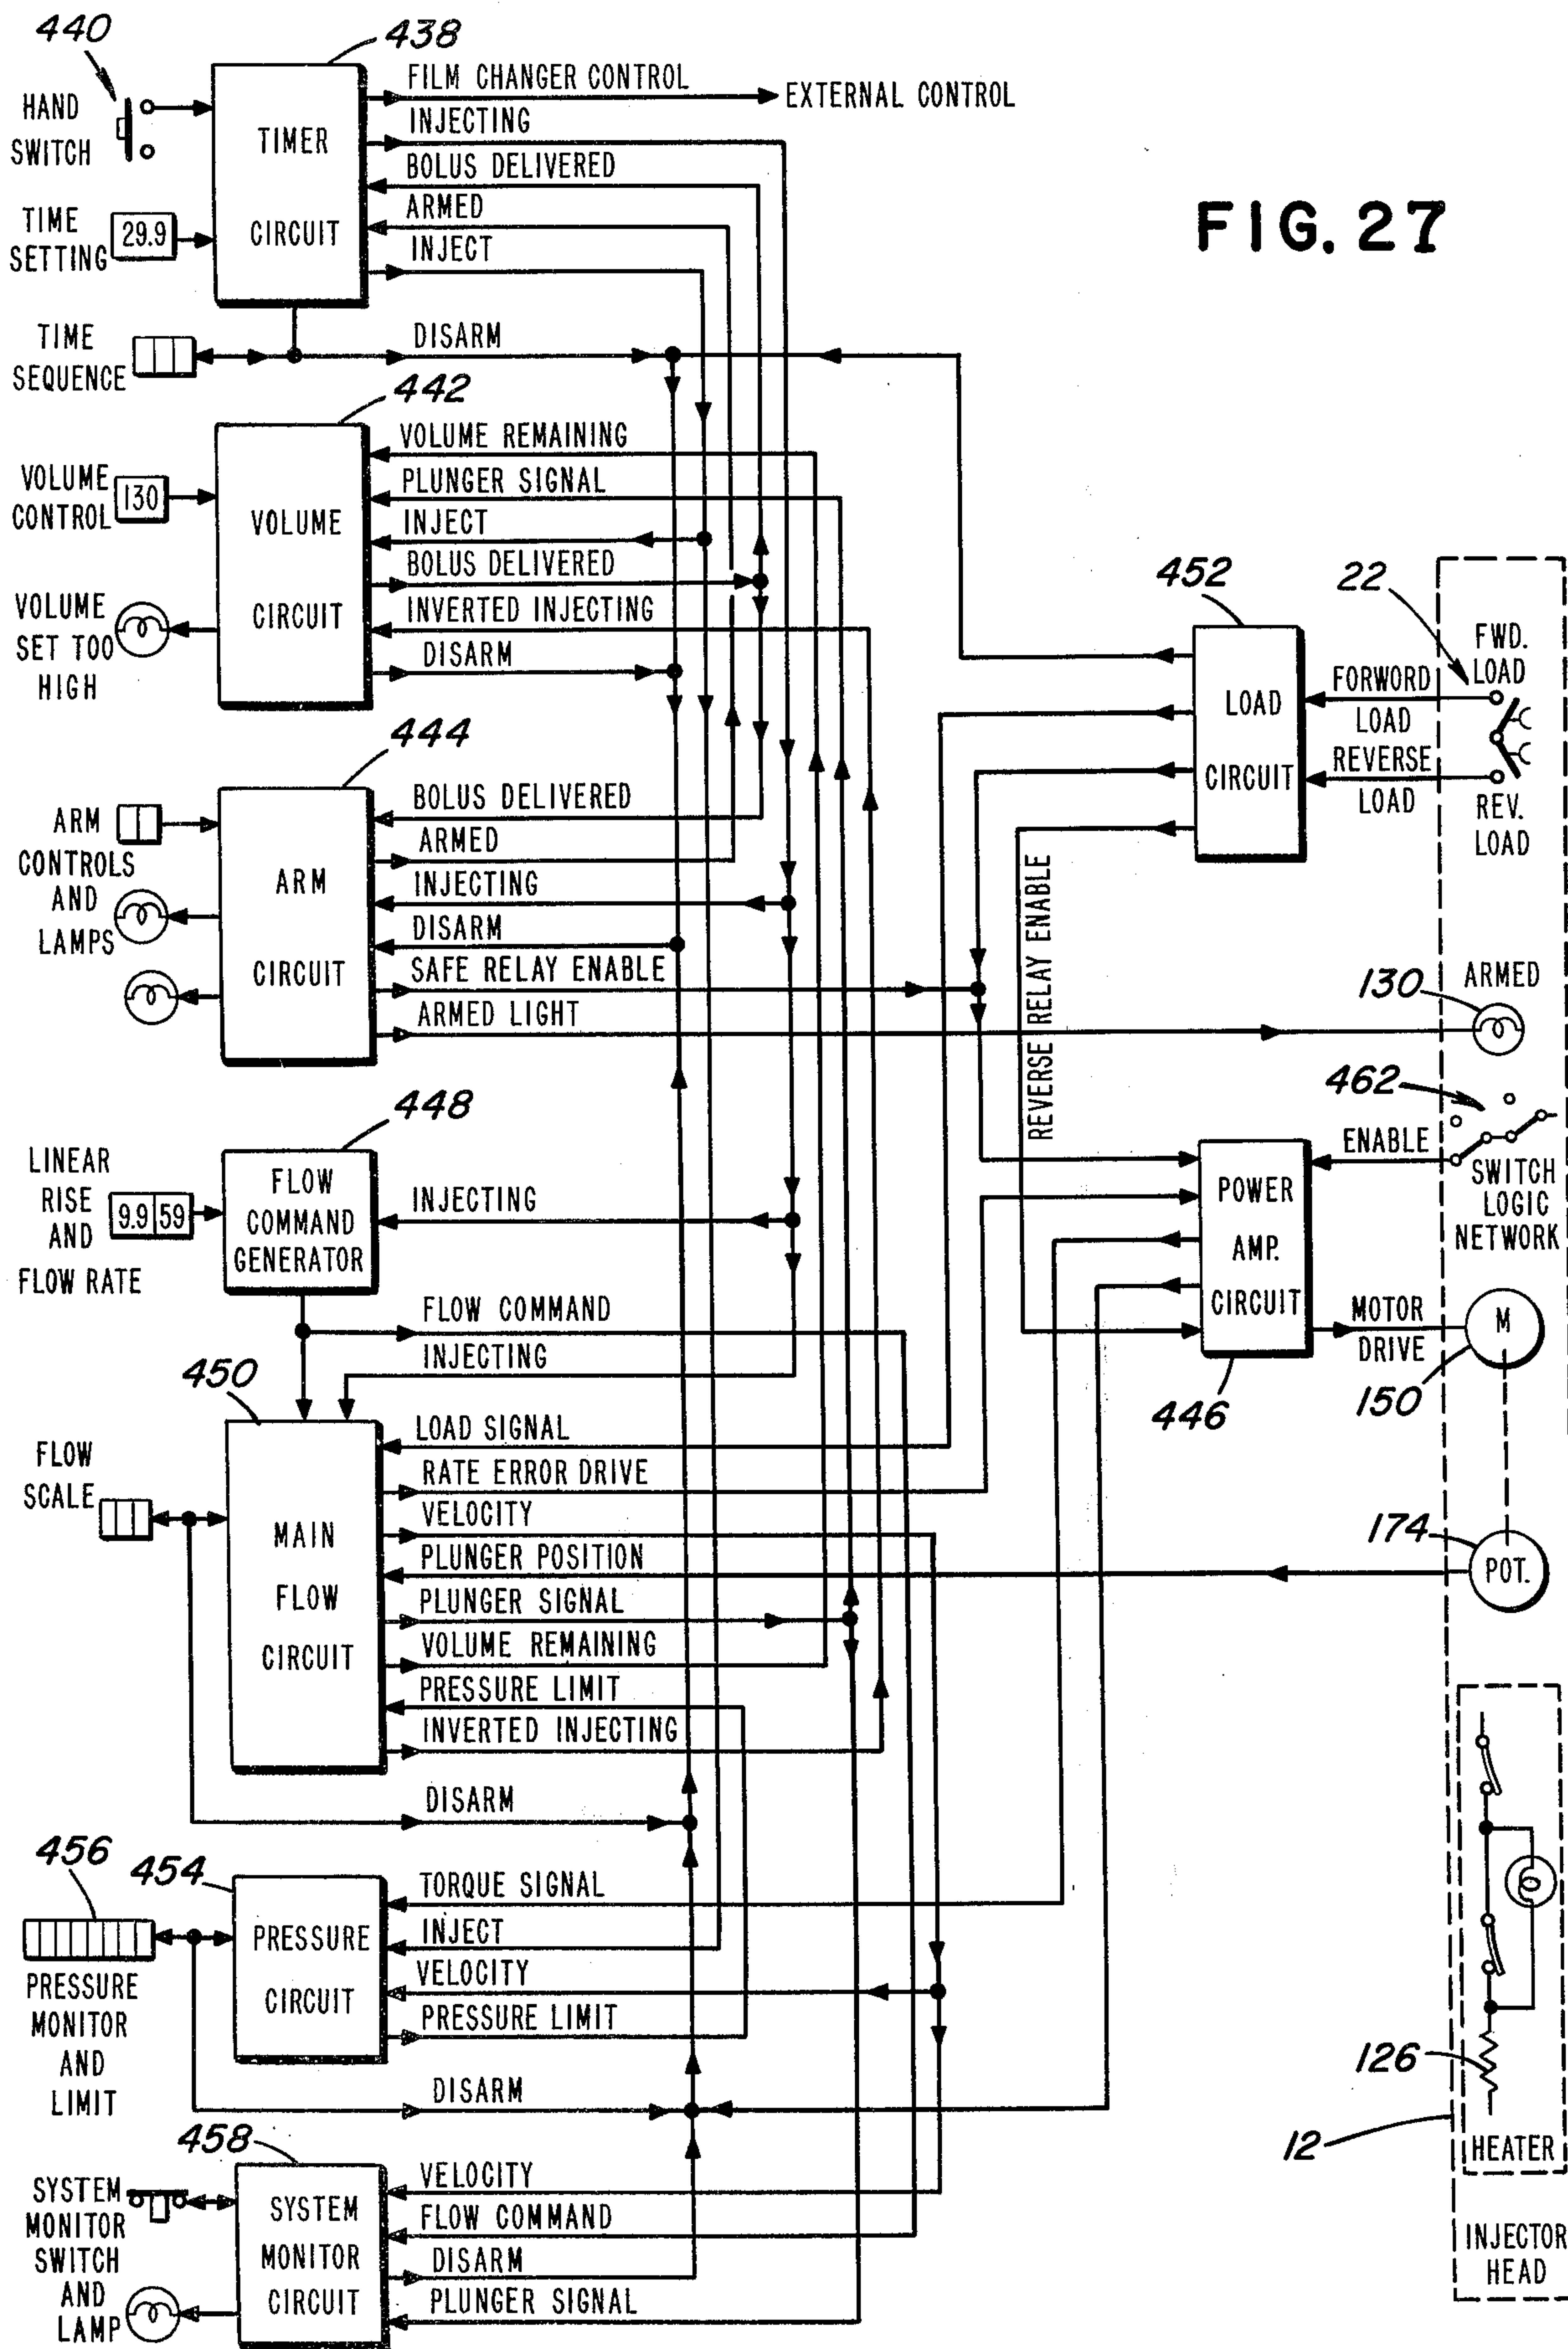 FIG. 27
440
438
HAND
SWITCH
TIMER
CIRCUIT
FILM CHANGER CONTROL
EXTERNAL CONTROL
INJECTING
BOLUS DELIVERED
ARMED
INJECT
TIME
SETTING
29.9
TIME
SEQUENCE
DISARM
442
VOLUME
CONTROL
130
VOLUME
CIRCUIT
VOLUME REMAINING
PLUNGER SIGNAL
INJECT
BOLUS DELIVERED
INVERTED INJECTING
DISARM
VOLUME
SET TOO
HIGH
444
ARM
CONTROLS
AND
LAMPS
ARM
CIRCUIT
BOLUS DELIVERED
ARMED
INJECTING
DISARM
SAFE RELAY ENABLE
ARMED LIGHT
452
22
FWD.
LOAD
LOAD
CIRCUIT
FORWORD
LOAD
REVERSE
LOAD
REV.
LOAD
REVERSE RELAY ENABLE
ARMED
130
462
448
LINEAR
RISE
AND
FLOW RATE
9.9 59
FLOW
COMMAND
GENERATOR
INJECTING
POWER
AMP.
CIRCUIT
446
ENABLE
SWITCH
LOGIC
NETWORK
MOTOR
DRIVE
M
150
FLOW COMMAND
INJECTING
450
FLOW
SCALE
MAIN
FLOW
CIRCUIT
LOAD SIGNAL
RATE ERROR DRIVE
VELOCITY
PLUNGER POSITION
PLUNGER SIGNAL
VOLUME REMAINING
PRESSURE LIMIT
INVERTED INJECTING
174
POT.
DISARM
456
454
PRESSURE
MONITOR
AND
LIMIT
PRESSURE
CIRCUIT
TORQUE SIGNAL
INJECT
VELOCITY
PRESSURE LIMIT
DISARM
126
12
HEATER
INJECTOR
HEAD
458
SYSTEM
MONITOR
SWITCH
AND
LAMP
SYSTEM
MONITOR
CIRCUIT
VELOCITY
FLOW COMMAND
DISARM
PLUNGER SIGNAL